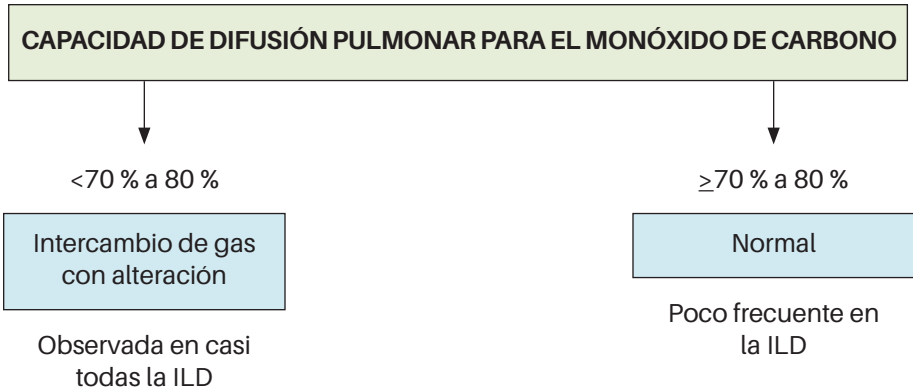 CAPACIDAD DE DIFUSIÓN PULMONAR PARA EL MONÓXIDO DE CARBONO
<70 % a 80 %
Intercambio de gas
con alteración
Observada en casi
todas la ILD
≥70 % a 80 %
Normal
Poco frecuente en
la ILD